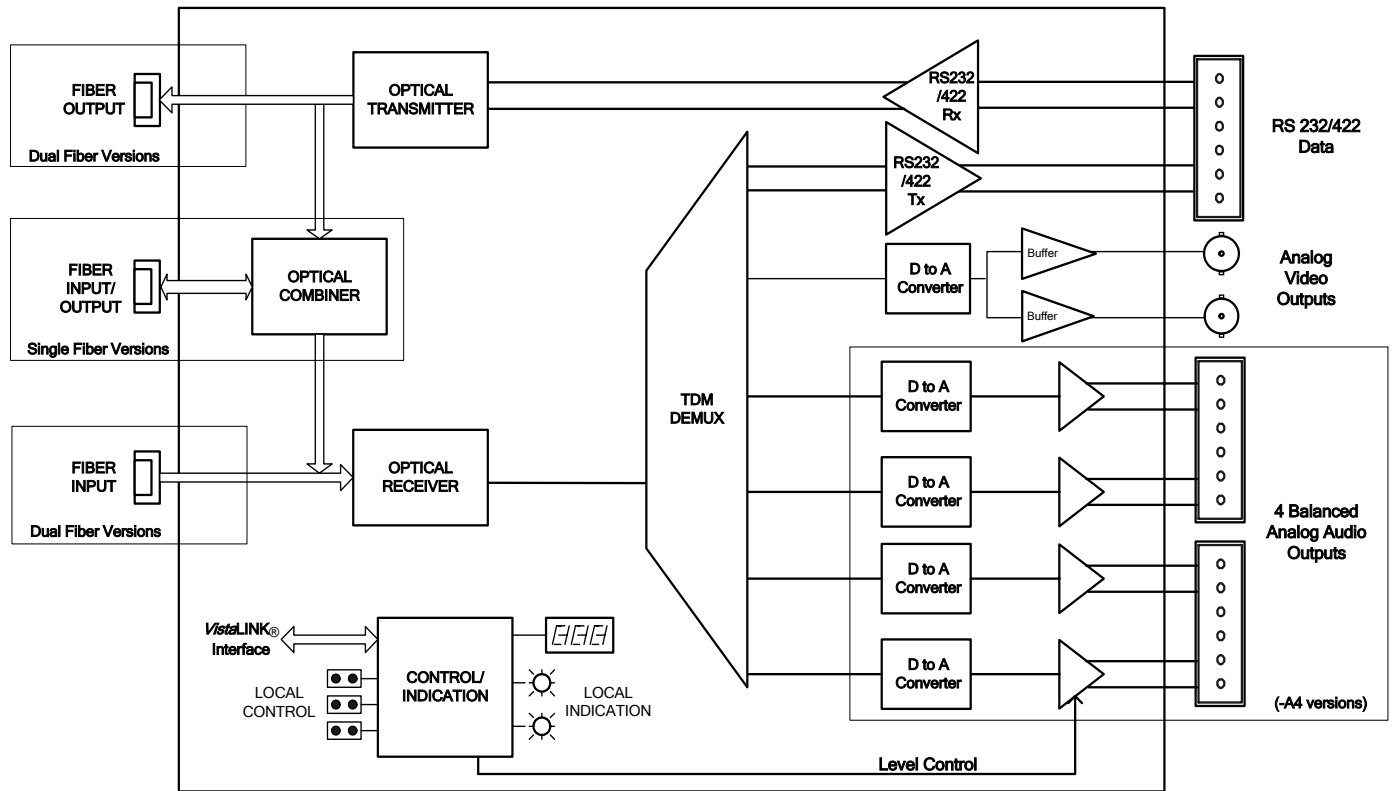 FIBER
OUTPUT
Dual Fiber Versions
OPTICAL
TRANSMITTER
RS232
/422
Rx
RS 232/422
Data
RS232
/422
Tx
FIBER
INPUT/
OUTPUT
Single Fiber Versions
OPTICAL
COMBINER
D to A
Converter
Buffer
Buffer
Analog
Video
Outputs
TDM
DEMUX
D to A
Converter
FIBER
INPUT
Dual Fiber Versions
OPTICAL
RECEIVER
D to A
Converter
4 Balanced
Analog Audio
Outputs
D to A
Converter
D to A
Converter
(-A4 versions)
VistaLINK®
Interface
LOCAL
CONTROL
CONTROL/
INDICATION
LOCAL
INDICATION
Level Control